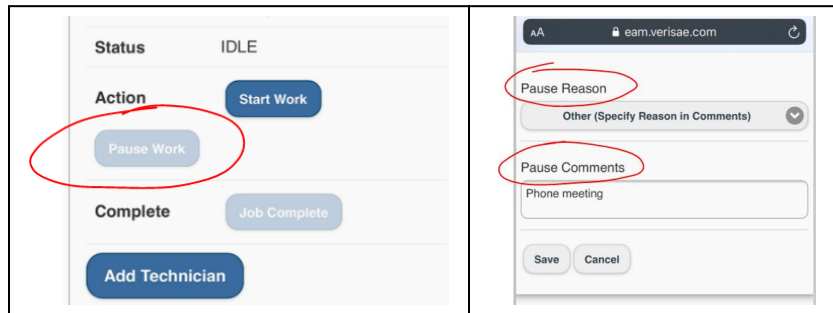 Status IDLE
Action Start Work
Pause Work
Complete Job Complete
Add Technician
AA eam.verisae.com
Pause Reason
Other (Specify Reason in Comments)
Pause Comments
Phone meeting
Save Cancel